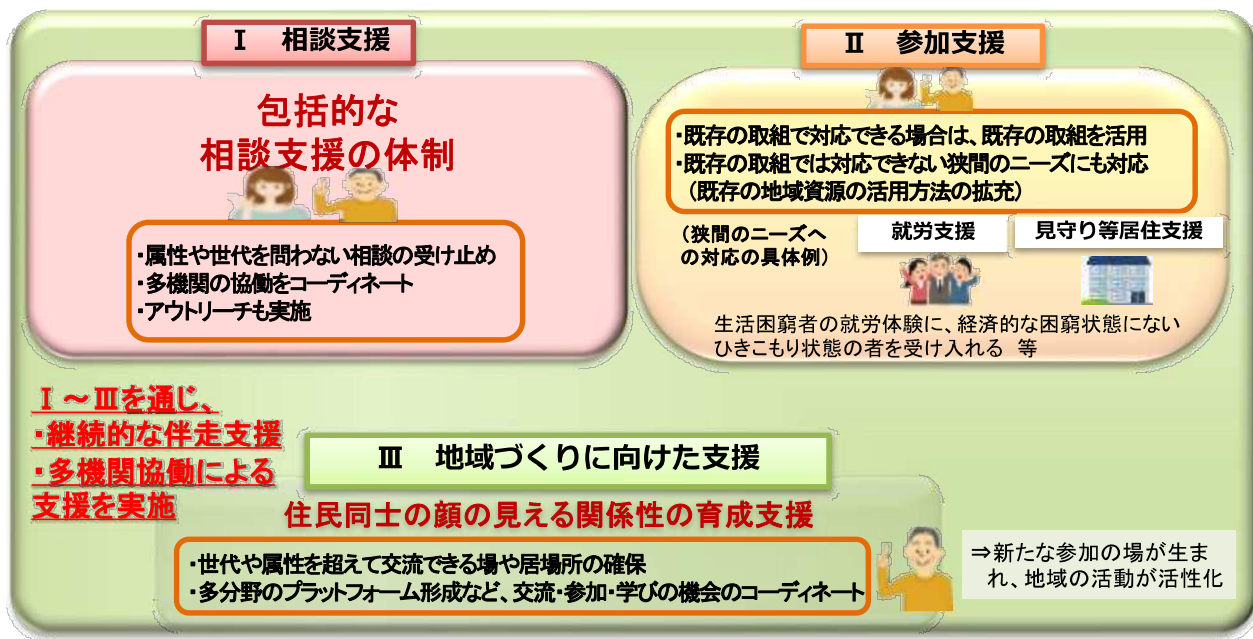 Ⅰ 相談支援
包括的な
相談支援の体制
・属性や世代を問わない相談の受け止め
・多機関の協働をコーディネート
・アウトリーチも実施
Ⅱ 参加支援
・既存の取組で対応できる場合は、既存の取組を活用
・既存の取組では対応できない狭間のニーズにも対応
（既存の地域資源の活用方法の拡充）
（狭間のニーズへ
の対応の具体例）
就労支援
見守り等居住支援
生活困窮者の就労体験に、経済的な困窮状態にない
ひきこもり状態の者を受け入れる 等
Ⅰ～Ⅲを通じ、
・継続的な伴走支援
・多機関協働による
支援を実施
Ⅲ 地域づくりに向けた支援
住民同士の顔の見える関係性の育成支援
・世代や属性を超えて交流できる場や居場所の確保
・多分野のプラットフォーム形成など、交流・参加・学びの機会のコーディネート
⇒新たな参加の場が生ま
れ、地域の活動が活性化